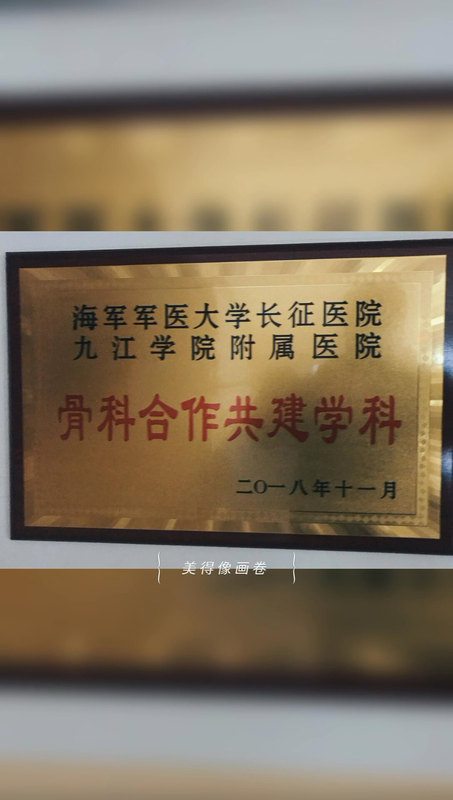 海军军医大学长征医院
九江学院附属医院
骨科合作共建学科
二〇一八年十一月
美得像画卷